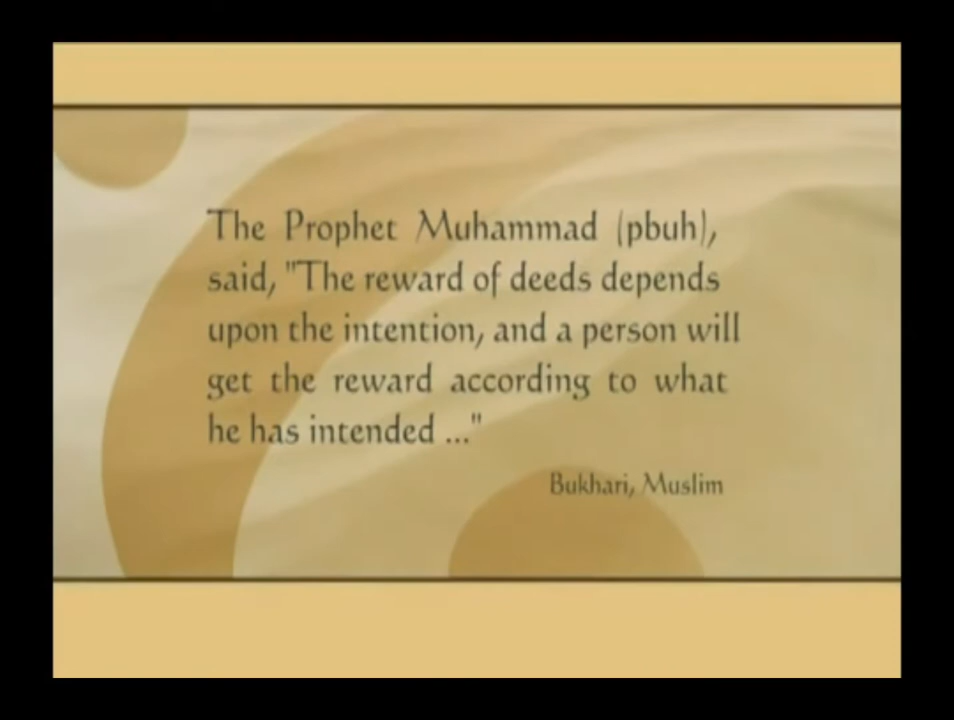 The Prophet Muhammad (pbuh),
said, "The reward of deeds depends
upon the intention, and a person will
get the reward according to what
he has intended ..."
Bukhari, Muslim